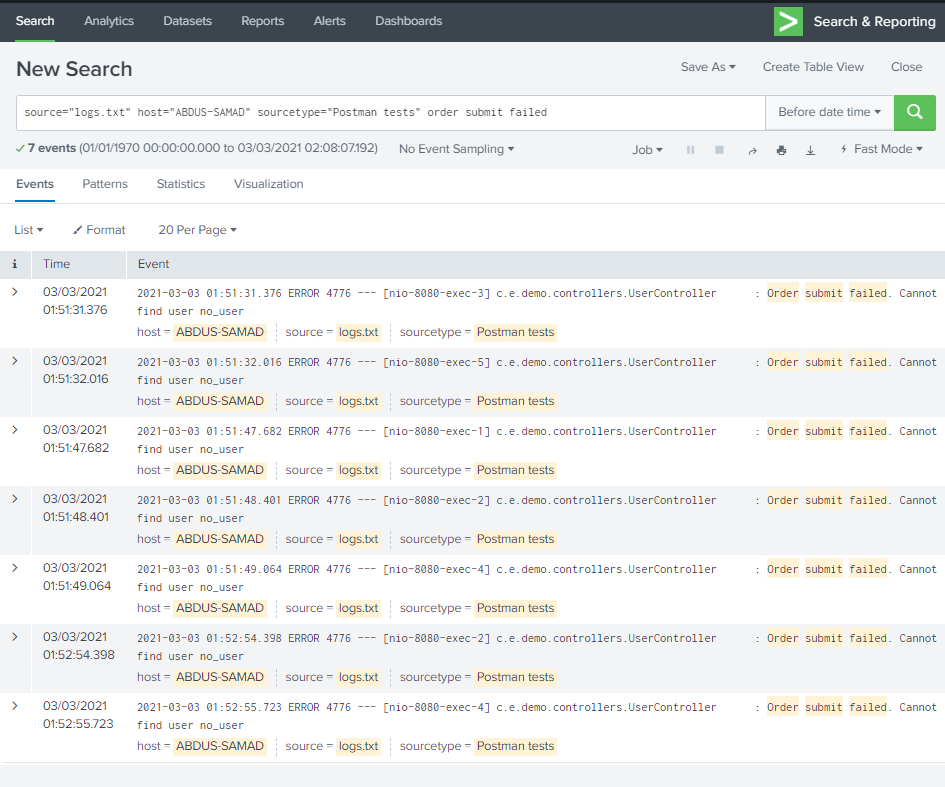 Search Analytics Datasets Reports Alerts Dashboards > Search & Reporting
New Search Save As Create Table View Close
source="logs.txt" host="ABDUS-SAMAD" sourcetype="Postman tests" order submit failed Before date time
7 events (01/01/1970 00:00:00.000 to 03/03/2021 02:08:07.192) No Event Sampling Job Fast Mode
Events Patterns Statistics Visualization
List Format 20 Per Page
i Time Event
03/03/2021 2021-03-03 01:51:31.376 ERROR 4776 --- [nio-8080-exec-3] c.e.demo.controllers.UserController : Order submit failed. Cannot
01:51:31.376 find user no_user
host = ABDUS-SAMAD source = logs.txt sourcetype = Postman tests
03/03/2021 2021-03-03 01:51:32.016 ERROR 4776 --- [nio-8080-exec-5] c.e.demo.controllers.UserController : Order submit failed. Cannot
01:51:32.016 find user no_user
host = ABDUS-SAMAD source = logs.txt sourcetype = Postman tests
03/03/2021 2021-03-03 01:51:47.682 ERROR 4776 --- [nio-8080-exec-1] c.e.demo.controllers.UserController : Order submit failed. Cannot
01:51:47.682 find user no_user
host = ABDUS-SAMAD source = logs.txt sourcetype = Postman tests
03/03/2021 2021-03-03 01:51:48.401 ERROR 4776 --- [nio-8080-exec-2] c.e.demo.controllers.UserController : Order submit failed. Cannot
01:51:48.401 find user no_user
host = ABDUS-SAMAD source = logs.txt sourcetype = Postman tests
03/03/2021 2021-03-03 01:51:49.064 ERROR 4776 --- [nio-8080-exec-4] c.e.demo.controllers.UserController : Order submit failed. Cannot
01:51:49.064 find user no_user
host = ABDUS-SAMAD source = logs.txt sourcetype = Postman tests
03/03/2021 2021-03-03 01:52:54.398 ERROR 4776 --- [nio-8080-exec-2] c.e.demo.controllers.UserController : Order submit failed. Cannot
01:52:54.398 find user no_user
host = ABDUS-SAMAD source = logs.txt sourcetype = Postman tests
03/03/2021 2021-03-03 01:52:55.723 ERROR 4776 --- [nio-8080-exec-4] c.e.demo.controllers.UserController : Order submit failed. Cannot
01:52:55.723 find user no_user
host = ABDUS-SAMAD source = logs.txt sourcetype = Postman tests